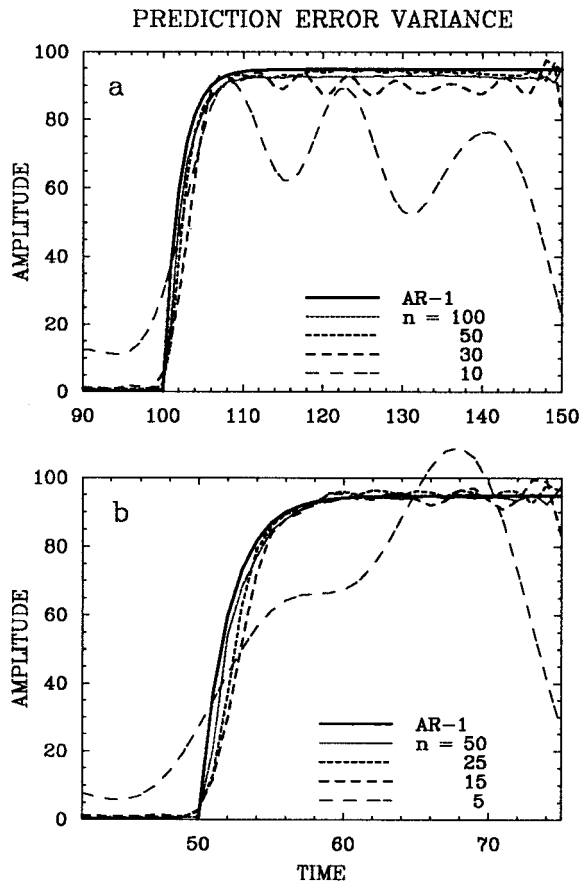 PREDICTION ERROR VARIANCE
a
AMPLITUDE
100
80
60
40
20
0
AR-1
n = 100
50
30
10
90 100 110 120 130 140 150
b
AMPLITUDE
100
80
60
40
20
0
AR-1
n = 50
25
15
5
50 60 70
TIME